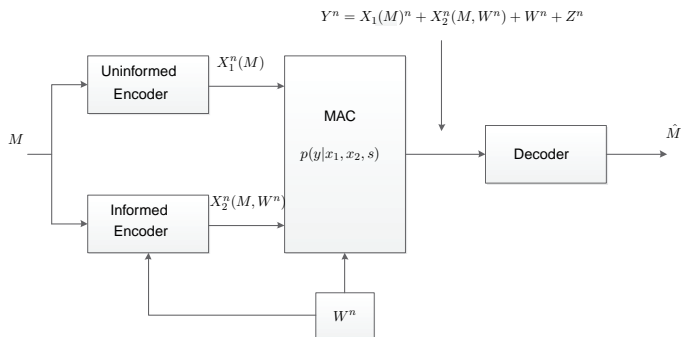 $Y^n = X_1(M)^n + X_2^n(M, W^n) + W^n + Z^n$
Uninformed
Encoder
$X_1^n(M)$
MAC
$p(y|x_1, x_2, s)$
$M$
Decoder
$\hat{M}$
Informed
Encoder
$X_2^n(M, W^n)$
$W^n$